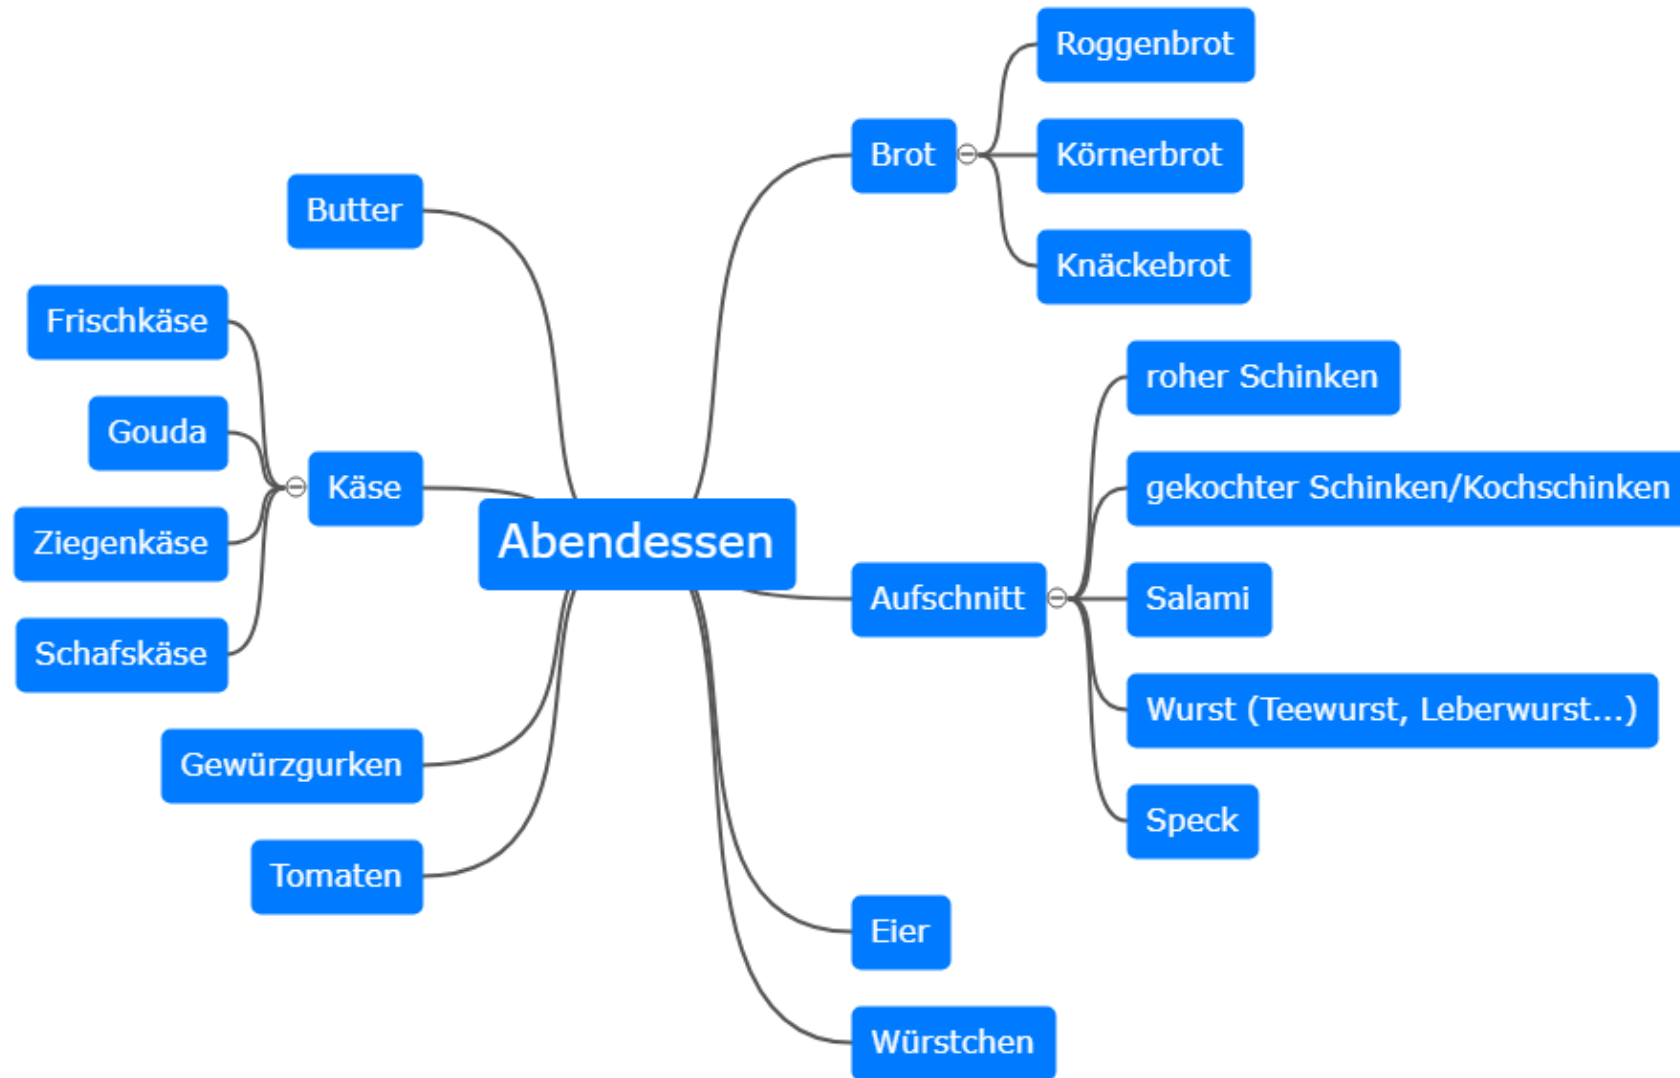 Abendessen
Brot
Roggenbrot
Körnerbrot
Knäckebrot
Aufschnitt
roher Schinken
gekochter Schinken/Kochschinken
Salami
Wurst (Teewurst, Leberwurst...)
Speck
Eier
Würstchen
Butter
Käse
Frischkäse
Gouda
Ziegenkäse
Schafskäse
Gewürzgurken
Tomaten